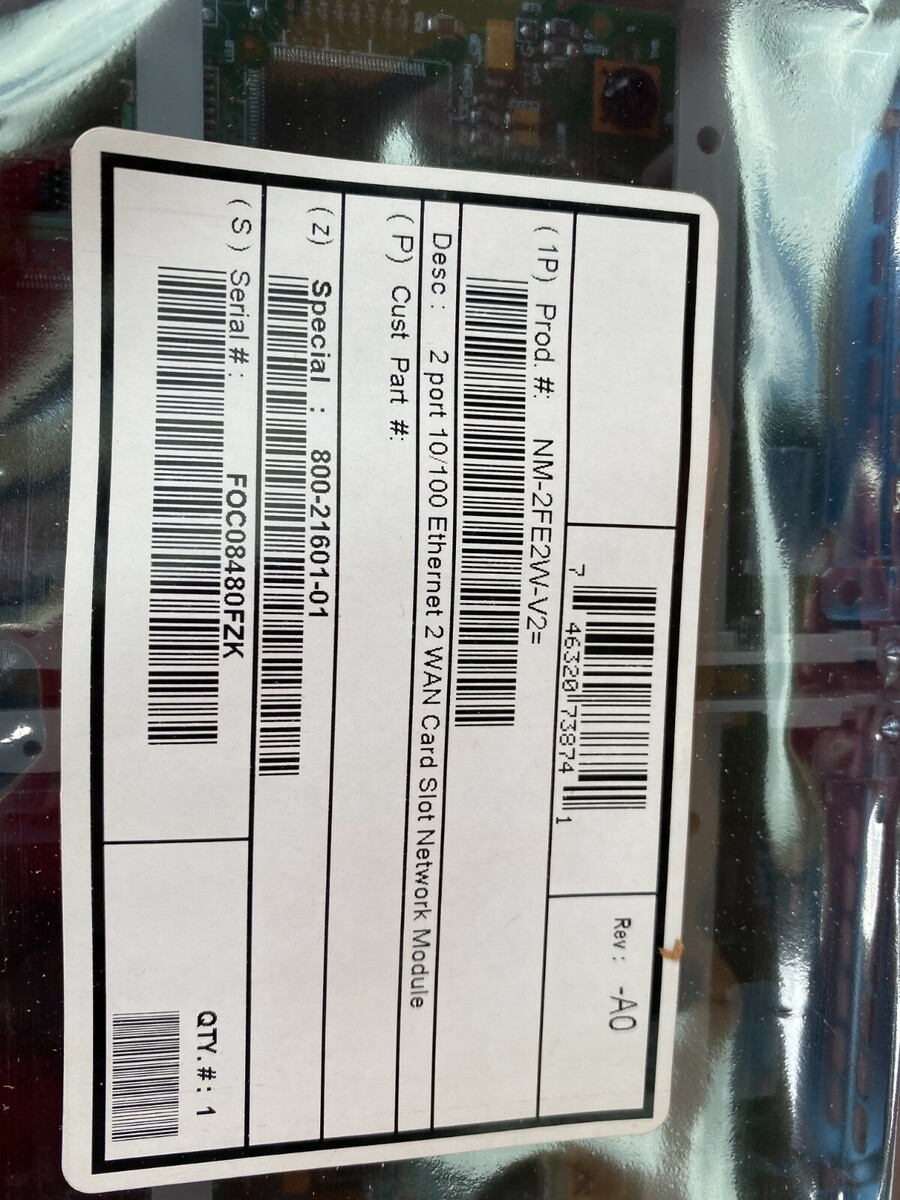 7 46320 73874 1
Rev : -A0
(1P) Prod. #: NM-2FE2W-V2=
Desc : 2 port 10/100 Ethernet 2 WAN Card Slot Network Module
(P) Cust Part #:
(Z) Special : 800-21601-01
(S) Serial # : FOC08480FZK
QTY.# : 1